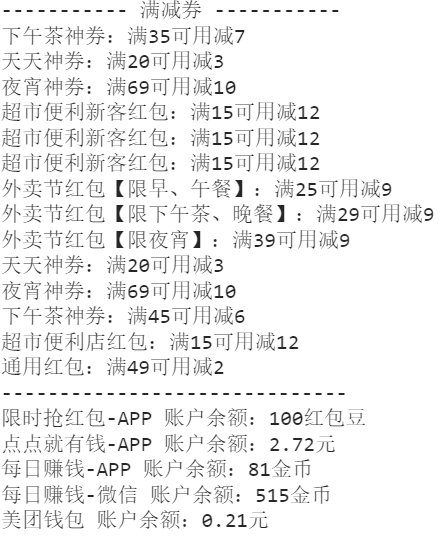 ----------- 满减券 -----------
下午茶神券：满35可用减7
天天神券：满20可用减3
夜宵神券：满69可用减10
超市便利新客红包：满15可用减12
超市便利新客红包：满15可用减12
超市便利新客红包：满15可用减12
外卖节红包【限早、午餐】：满25可用减9
外卖节红包【限下午茶、晚餐】：满29可用减9
外卖节红包【限夜宵】：满39可用减9
天天神券：满20可用减3
夜宵神券：满69可用减10
下午茶神券：满45可用减6
超市便利店红包：满15可用减12
通用红包：满49可用减2
------------------------------
限时抢红包-APP 账户余额：100红包豆
点点就有钱-APP 账户余额：2.72元
每日赚钱-APP 账户余额：81金币
每日赚钱-微信 账户余额：515金币
美团钱包 账户余额：0.21元